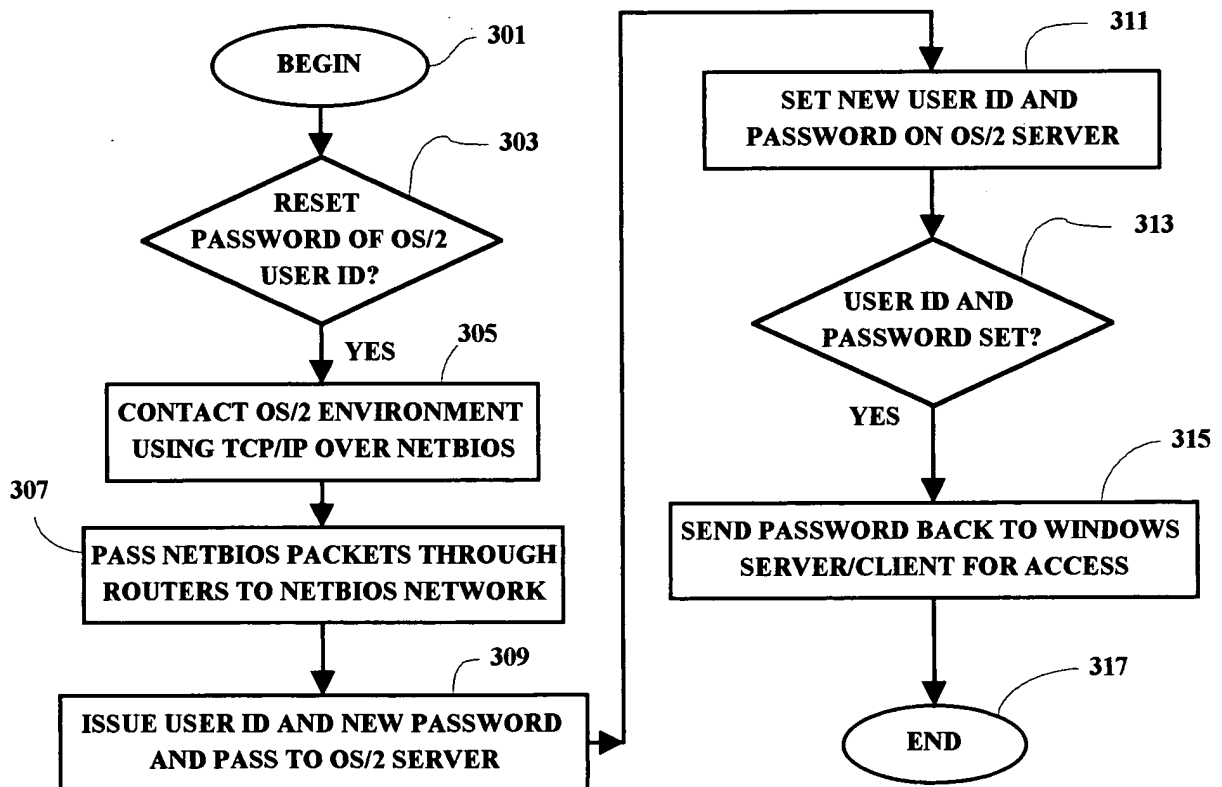 301
BEGIN
303
RESET
PASSWORD OF OS/2
USER ID?
YES
305
CONTACT OS/2 ENVIRONMENT
USING TCP/IP OVER NETBIOS
307
PASS NETBIOS PACKETS THROUGH
ROUTERS TO NETBIOS NETWORK
309
ISSUE USER ID AND NEW PASSWORD
AND PASS TO OS/2 SERVER
311
SET NEW USER ID AND
PASSWORD ON OS/2 SERVER
313
USER ID AND
PASSWORD SET?
YES
315
SEND PASSWORD BACK TO WINDOWS
SERVER/CLIENT FOR ACCESS
317
END